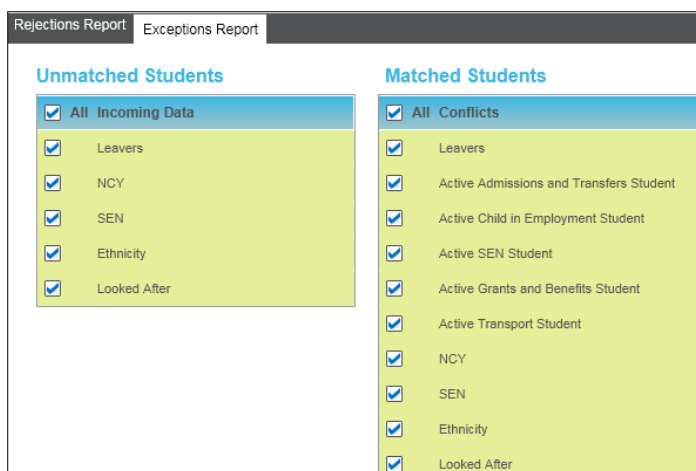 Rejections Report
Exceptions Report
Unmatched Students
All Incoming Data
Leavers
NCY
SEN
Ethnicity
Looked After
Matched Students
All Conflicts
Leavers
Active Admissions and Transfers Student
Active Child in Employment Student
Active SEN Student
Active Grants and Benefits Student
Active Transport Student
NCY
SEN
Ethnicity
Looked After